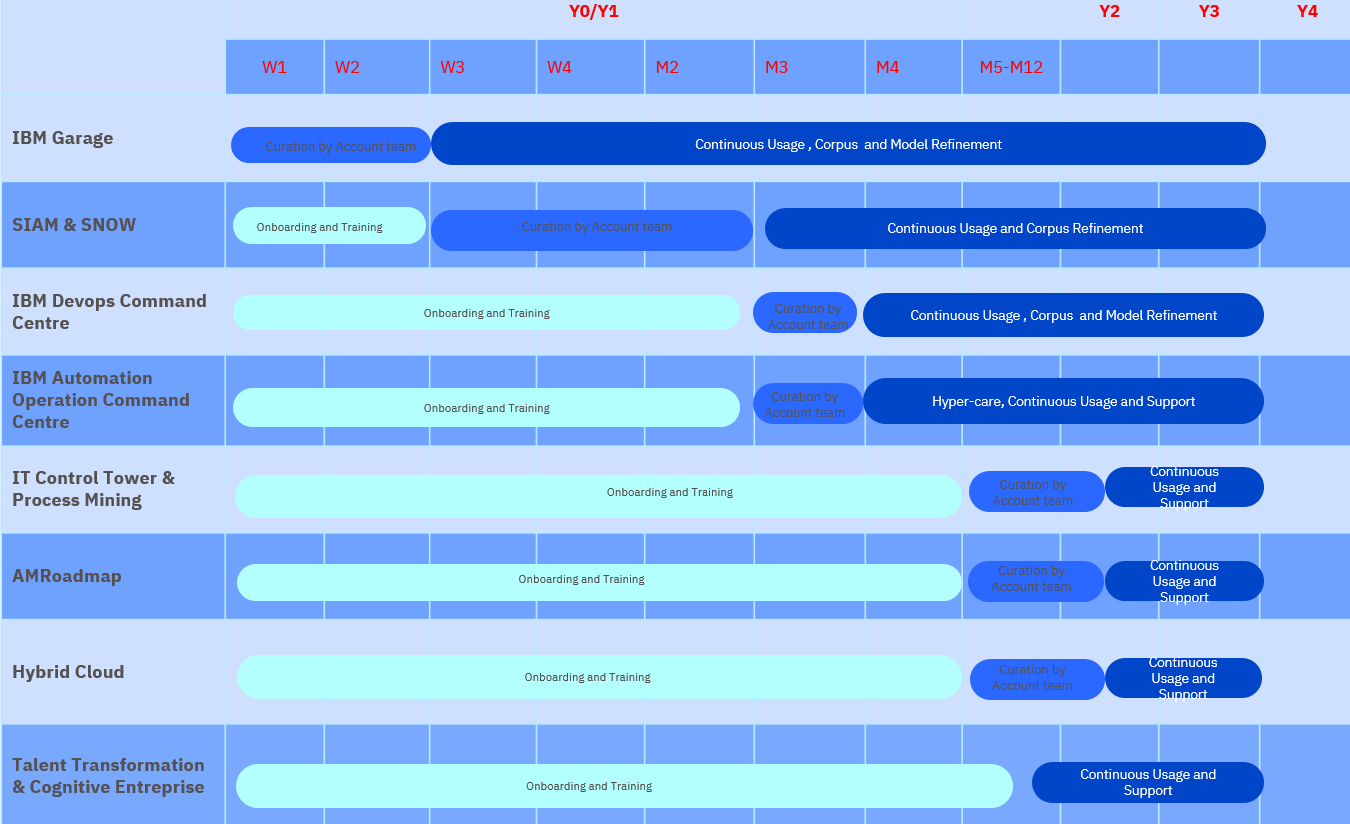 Y0/Y1
Y2
Y3
Y4
W1
W2
W3
W4
M2
M3
M4
M5-M12
IBM Garage
Curation by Account team
Continuous Usage , Corpus  and Model Refinement
SIAM & SNOW
Onboarding and Training
Curation by Account team
Continuous Usage and Corpus Refinement
IBM Devops Command
Centre
Onboarding and Training
Curation by
Account team
Continuous Usage , Corpus  and Model Refinement
IBM Automation
Operation Command
Centre
Onboarding and Training
Curation by
Account team
Hyper-care, Continuous Usage and Support
IT Control Tower &
Process Mining
Onboarding and Training
Curation by
Account team
Continuous
Usage and
Support
AMRoadmap
Onboarding and Training
Curation by
Account team
Continuous
Usage and
Support
Hybrid Cloud
Onboarding and Training
Curation by
Account team
Continuous
Usage and
Support
Talent Transformation
& Cognitive Entreprise
Onboarding and Training
Continuous Usage and
Support